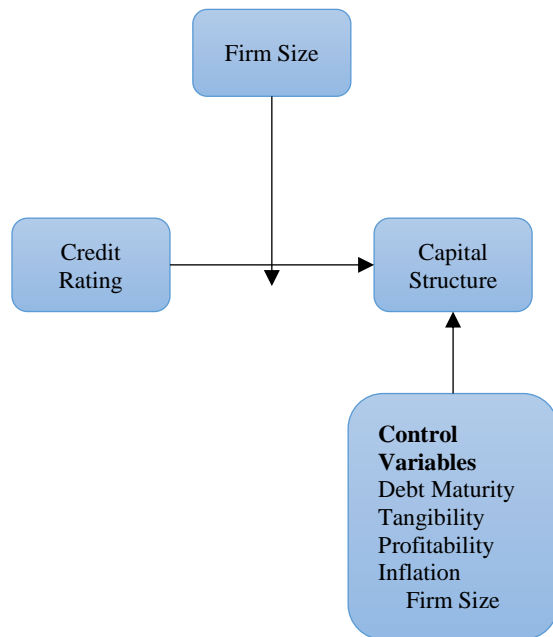 Firm Size
Credit
Rating
Capital
Structure
Control
Variables
Debt Maturity
Tangibility
Profitability
Inflation
Firm Size